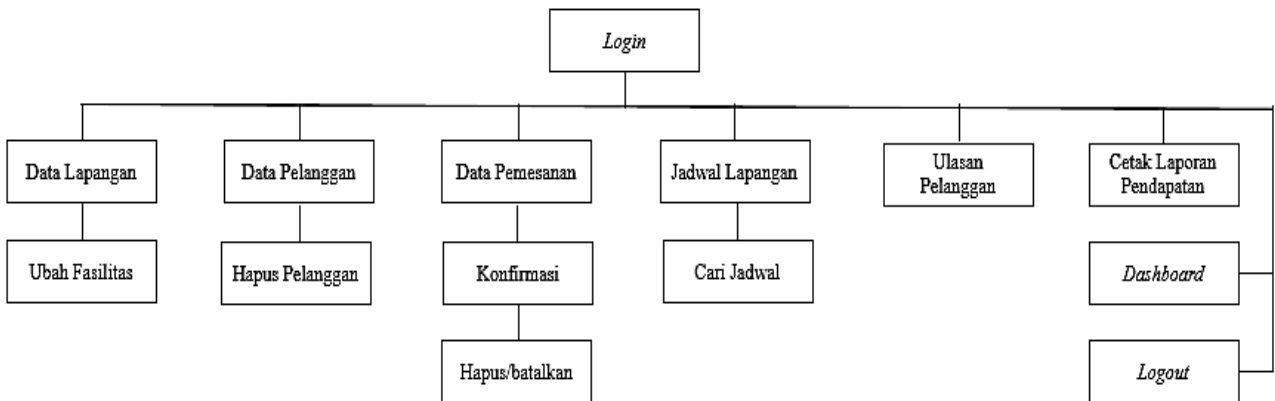 Login
Data Lapangan
Data Pelanggan
Data Pemesanan
Jadwal Lapangan
Ulasan
Pelanggan
Cetak Laporan
Pendapatan
Ubah Fasilitas
Hapus Pelanggan
Konfirmasi
Cari Jadwal
Dashboard
Hapus/batalkan
Logout